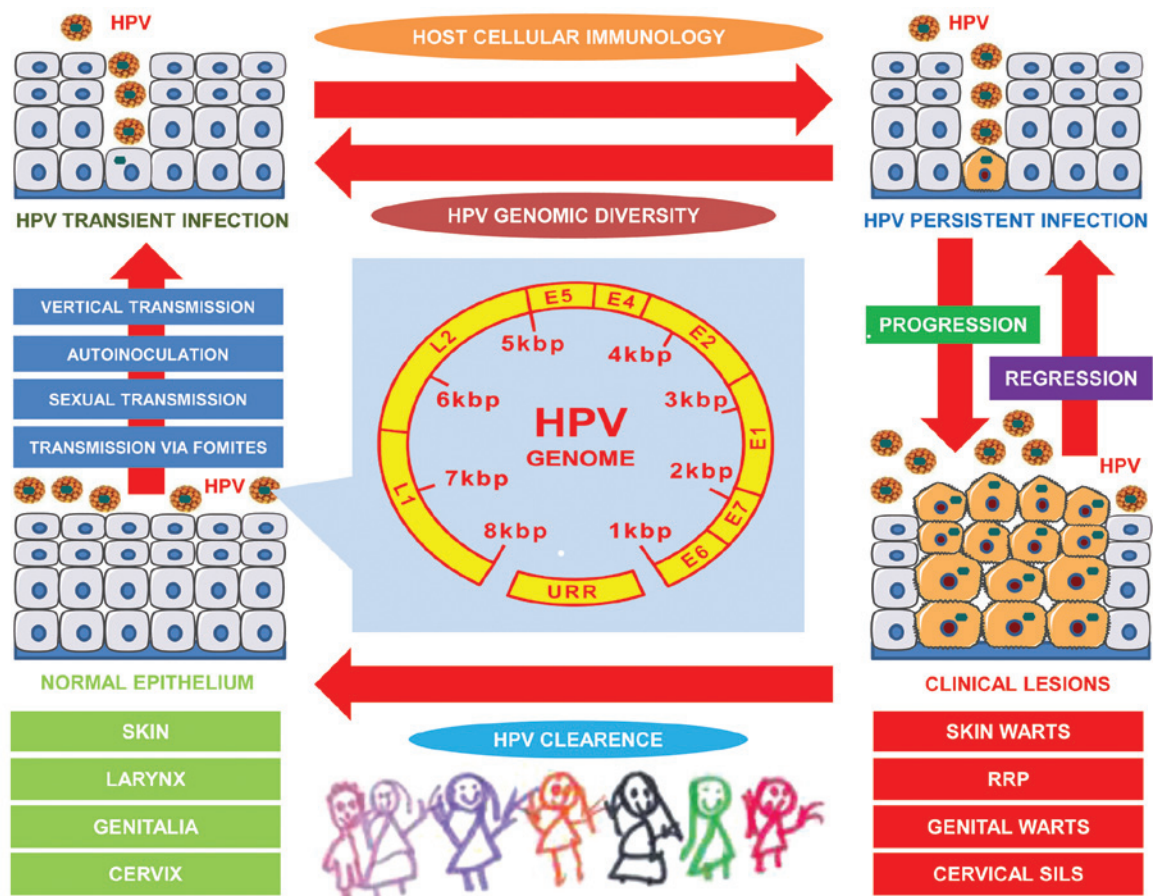 HPV
HOST CELLULAR IMMUNOLOGY
HPV
HPV TRANSIENT INFECTION
HPV GENOMIC DIVERSITY
HPV PERSISTENT INFECTION
VERTICAL TRANSMISSION
AUTOINOCULATION
SEXUAL TRANSMISSION
TRANSMISSION VIA FOMITES
HPV
L1
L2
E5
E4
E2
E1
E7
E6
URR
5kbp
4kbp
6kbp
3kbp
HPV
GENOME
7kbp
2kbp
8kbp
1kbp
PROGRESSION
REGRESSION
HPV
NORMAL EPITHELIUM
SKIN
LARYNX
GENITALIA
CERVIX
HPV CLEARENCE
CLINICAL LESIONS
SKIN WARTS
RRP
GENITAL WARTS
CERVICAL SILS